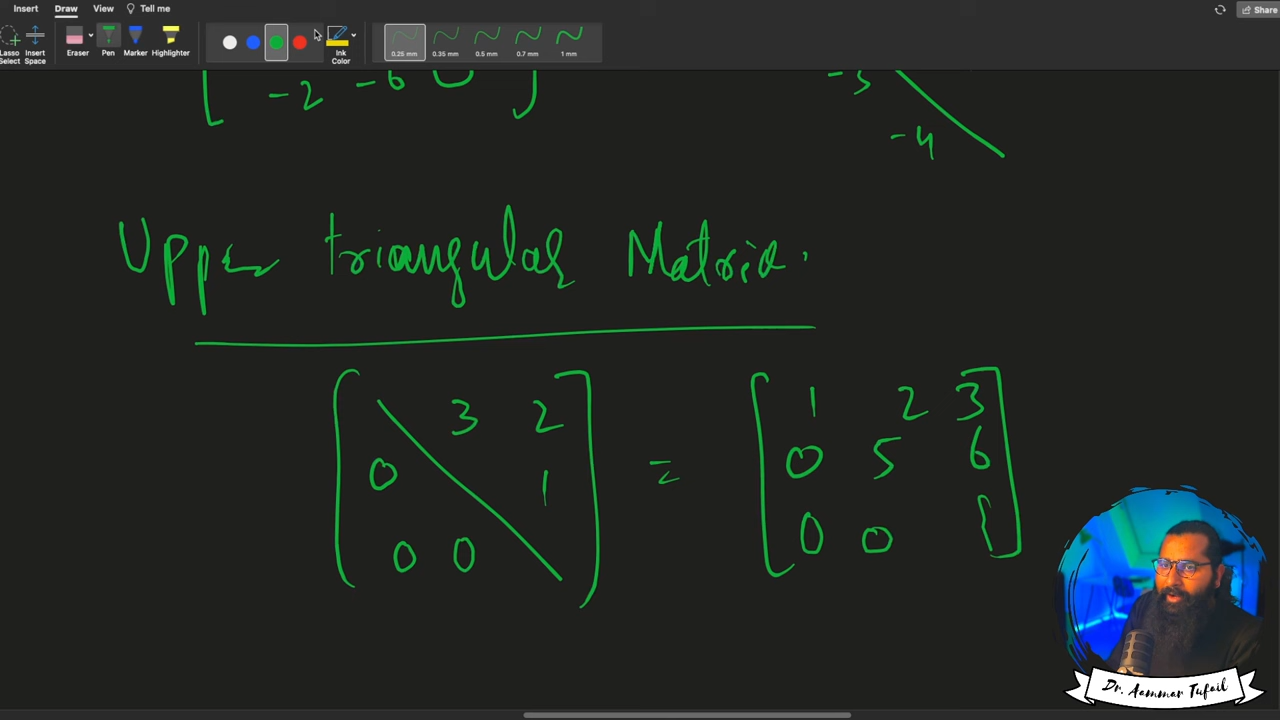 Insert Draw View Tell me Share
Lasso Select Insert Space Eraser Pen Marker Highlighter Ink Color 0.25 mm 0.35 mm 0.5 mm 0.7 mm 1 mm
-2 -6
-3
-4
Upper triangular Matrix.
3 2 = 1 2 3
0 1 0 5 6
0 0 0 0 1
Dr. Aammar Tufail